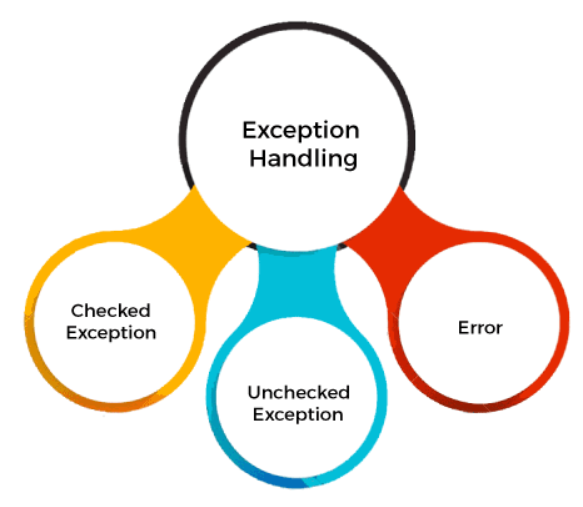 Exception
Handling
Checked
Exception
Unchecked
Exception
Error